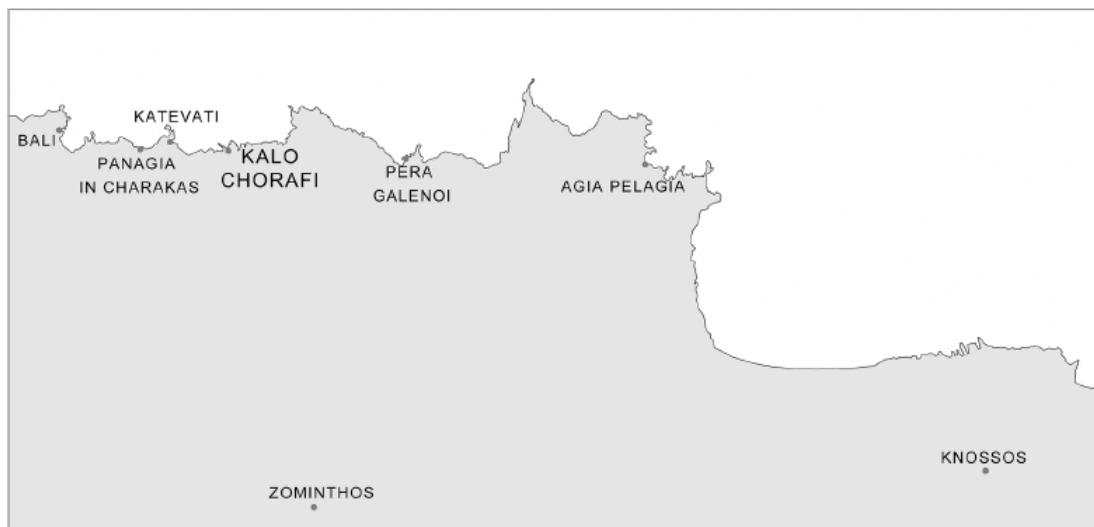 KATEVATI
BALI
PANAGIA
IN CHARAKAS
KALO
CHORAFI
PERA
GALENOI
AGIA PELAGIA
KNOSSOS
ZOMINTHOS